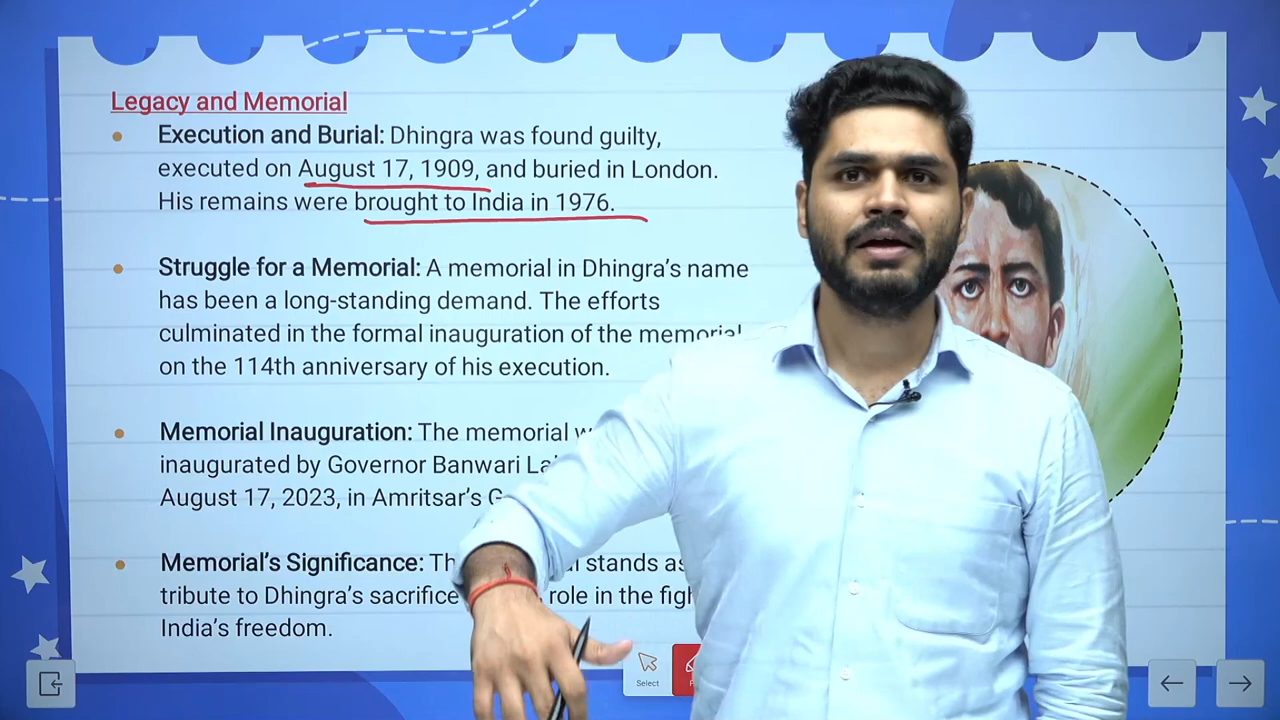 Legacy and Memorial
Execution and Burial: Dhingra was found guilty,
executed on August 17, 1909, and buried in London.
His remains were brought to India in 1976.
Struggle for a Memorial: A memorial in Dhingra's name
has been a long-standing demand. The efforts
culminated in the formal inauguration of the memorial
on the 114th anniversary of his execution.
Memorial Inauguration: The memorial
inaugurated by Governor Banwari
August 17, 2023, in Amritsar's
Memorial's Significance: stands as
tribute to Dhingra's sacrifice role in the
India's freedom.
Select